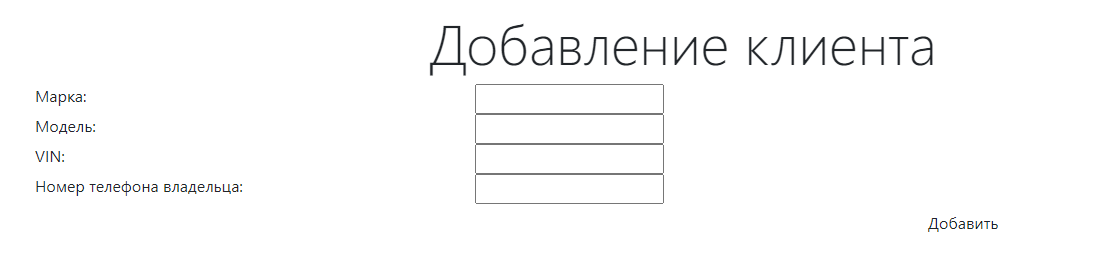 Добавление клиента
Марка:
Модель:
VIN:
Номер телефона владельца:
Добавить